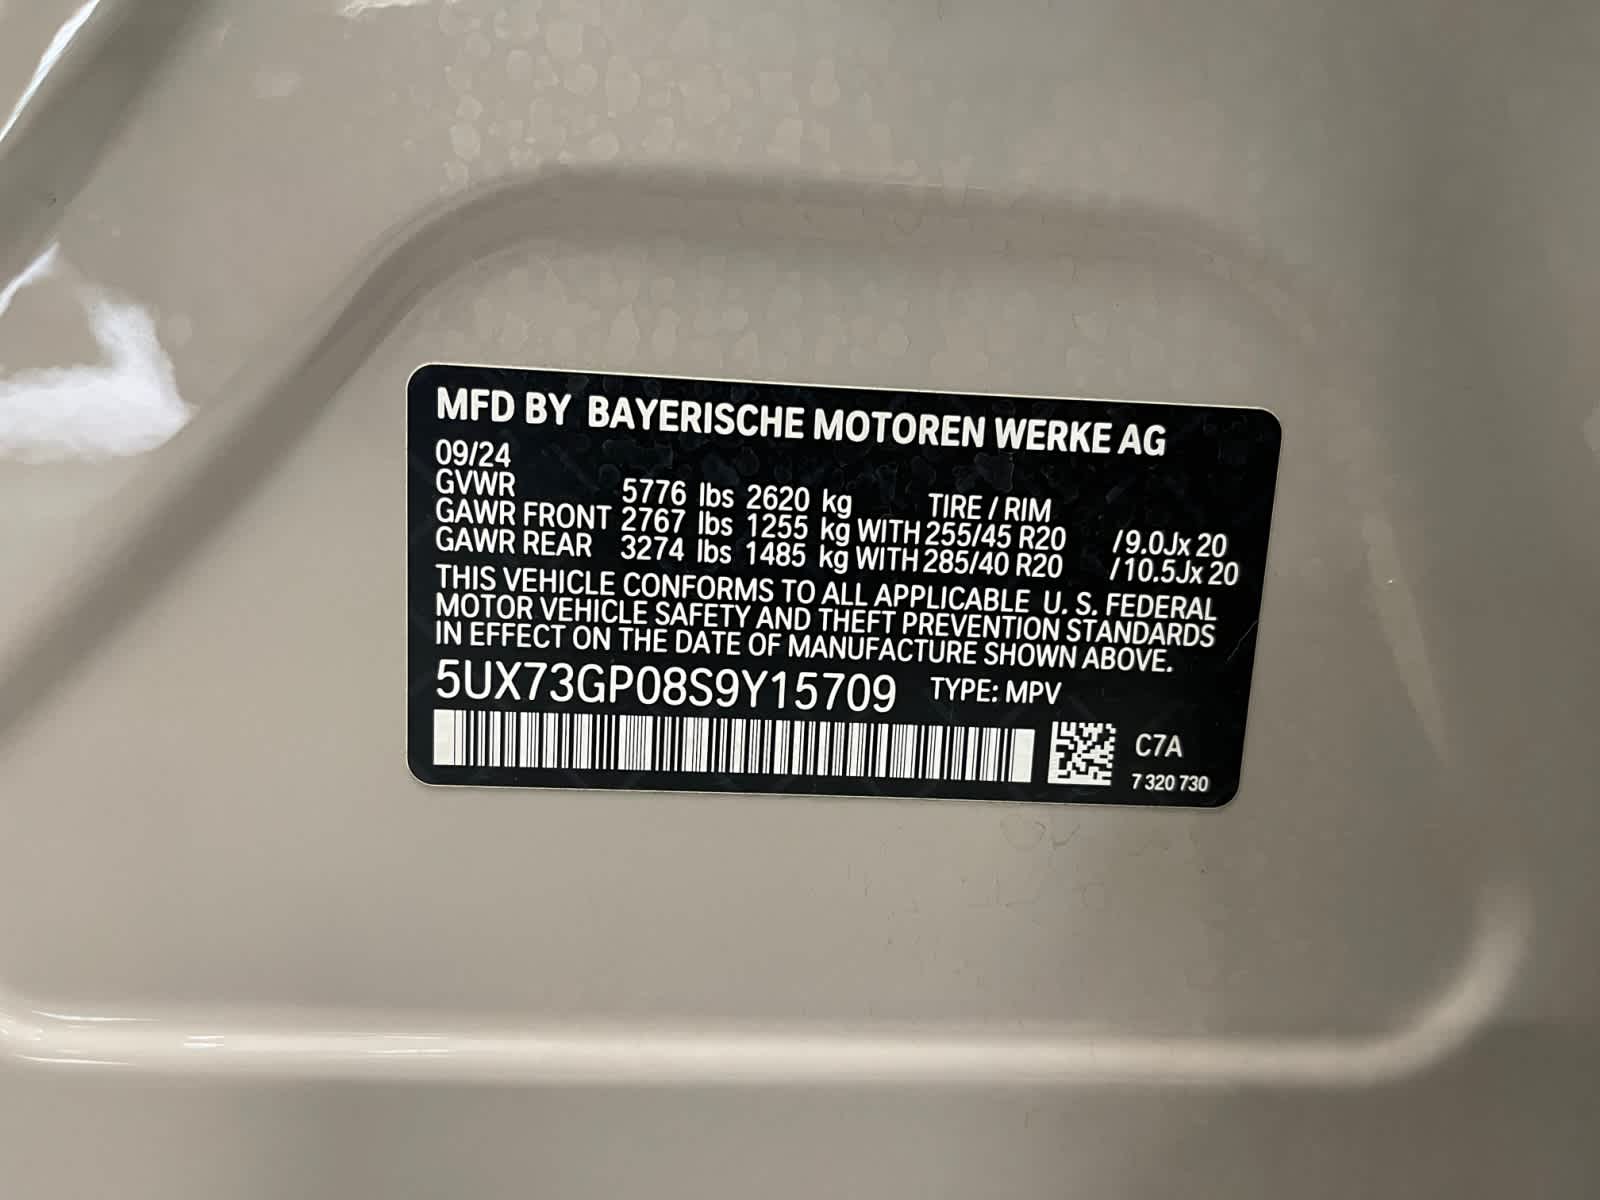 MFD BY BAYERISCHE MOTOREN WERKE AG
09/24
GVWR 5776 lbs 2620 kg TIRE / RIM
GAWR FRONT 2767 lbs 1255 kg WITH 255/45 R20 /9.0Jx 20
GAWR REAR 3274 lbs 1485 kg WITH 285/40 R20 /10.5Jx 20
THIS VEHICLE CONFORMS TO ALL APPLICABLE U. S. FEDERAL
MOTOR VEHICLE SAFETY AND THEFT PREVENTION STANDARDS
IN EFFECT ON THE DATE OF MANUFACTURE SHOWN ABOVE.
5UX73GP08S9Y15709 TYPE: MPV
C7A
7 320 730